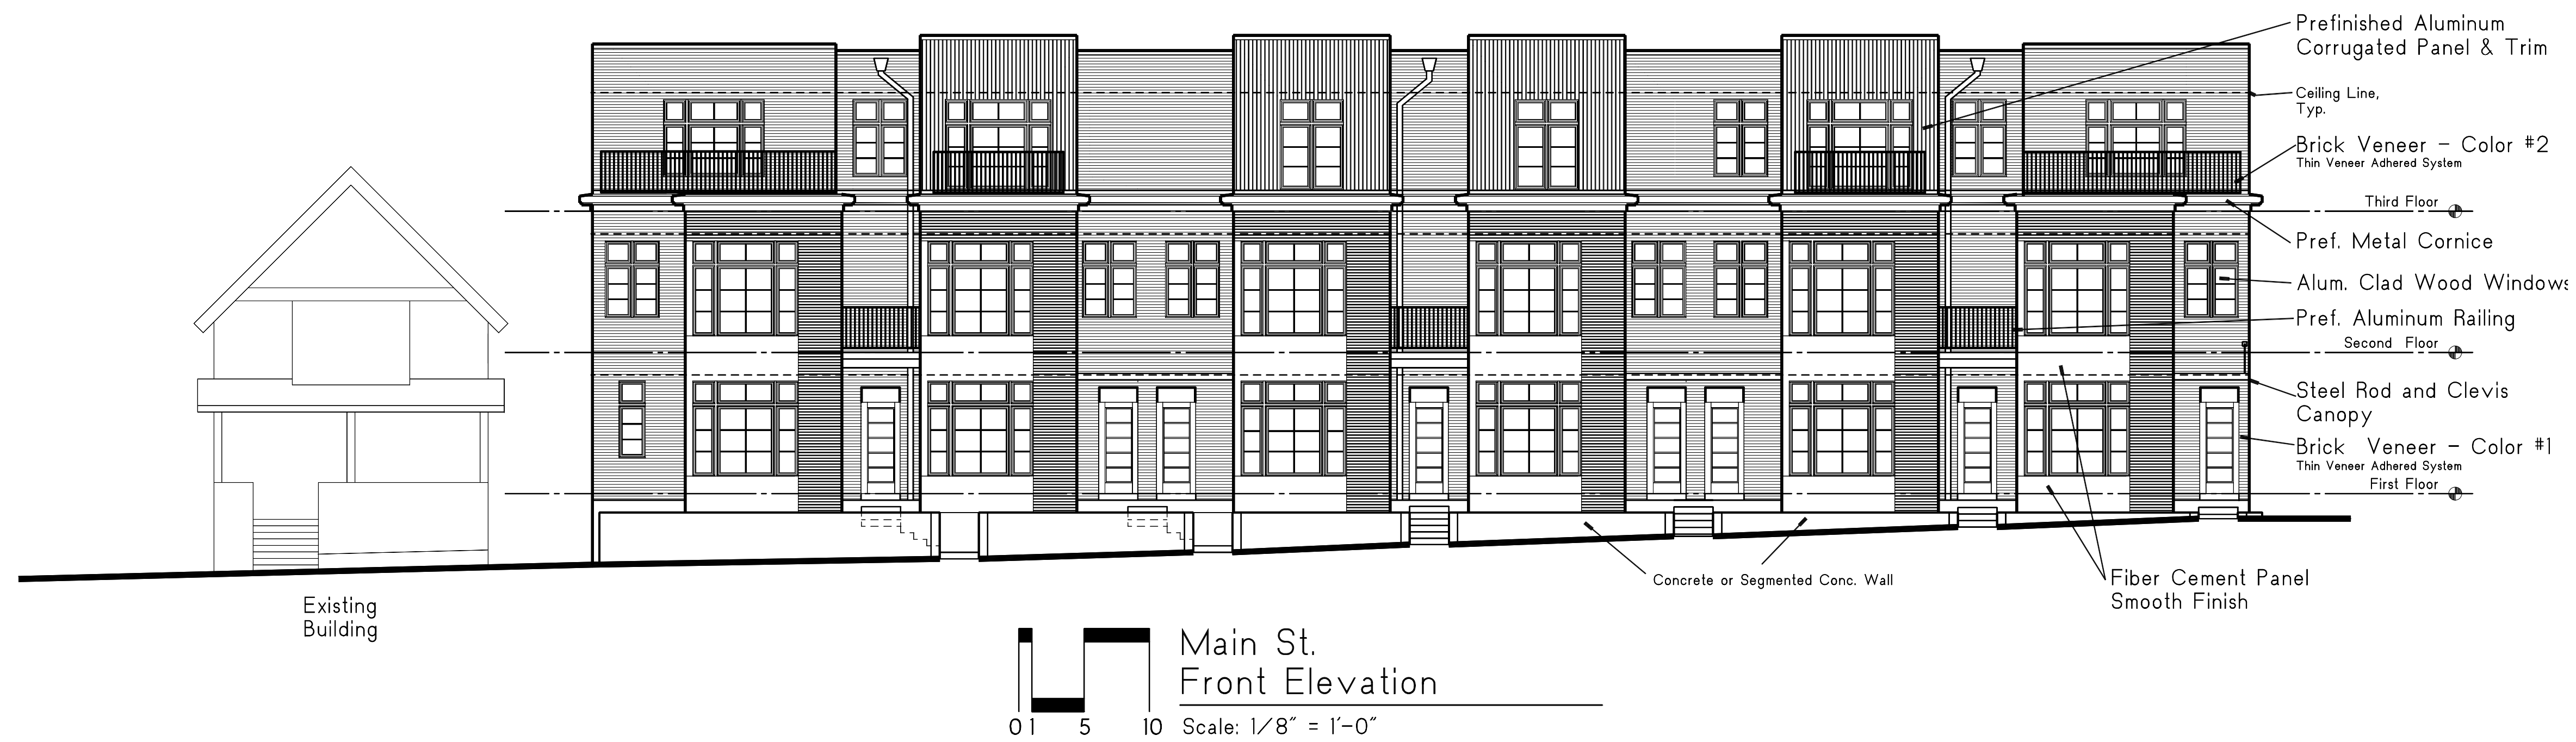 Prefinished Aluminum
Corrugated Panel & Trim
Ceiling Line,
Typ.
Brick Veneer - Color #2
Thin Veneer Adhered System
Third Floor
Pref. Metal Cornice
Alum. Clad Wood Windows
Pref. Aluminum Railing
Second Floor
Steel Rod and Clevis
Canopy
Brick Veneer - Color #1
Thin Veneer Adhered System
First Floor
Concrete or Segmented Conc. Wall
Fiber Cement Panel
Smooth Finish
Existing
Building
Main St.
Front Elevation
0 1 5 10
Scale: 1/8" = 1'-0"